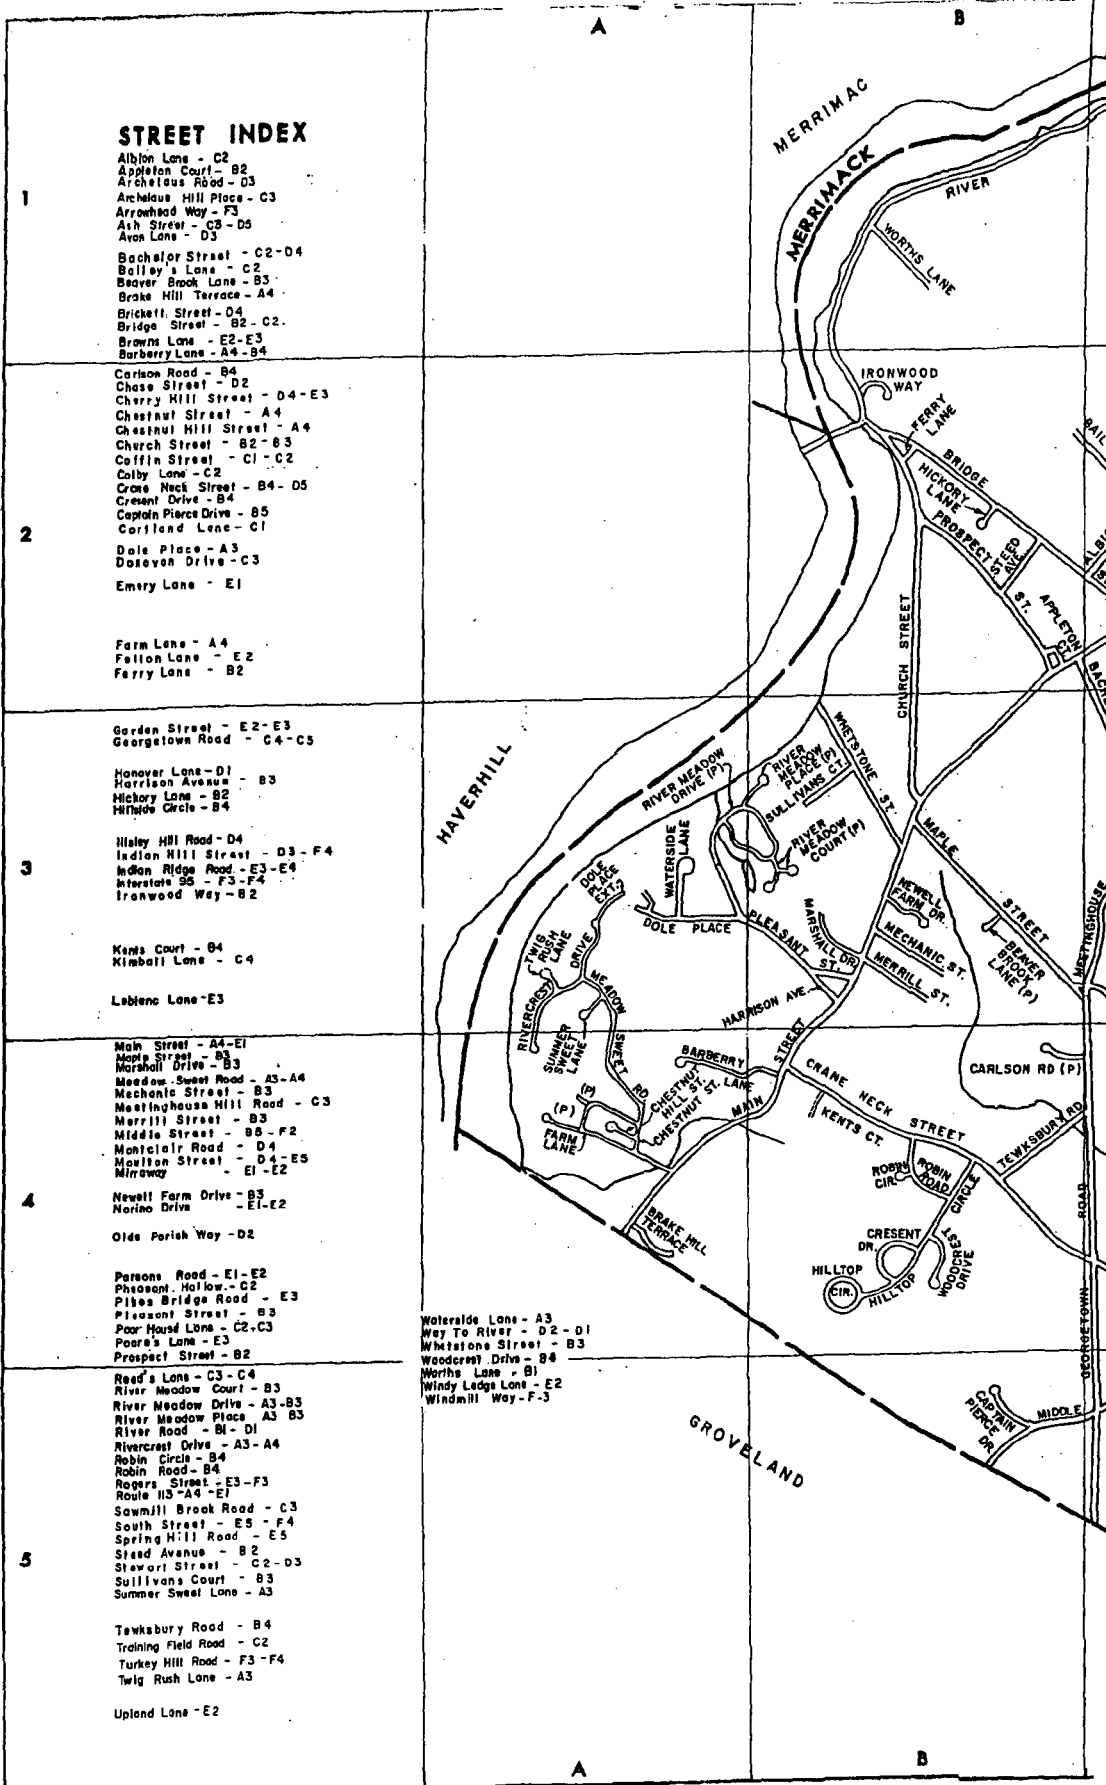 A
B
STREET INDEX
Albion Lane - C2
Appleton Court - B2
Archelaus Road - D3
Archelaus Hill Place - C3
Arrowhead Way - F3
Ash Street - C3 - D5
Avon Lane - D3
Bachelor Street - C2-D4
Bailey's Lane - C2
Beaver Brook Lane - B3
Brake Hill Terrace - A4
Brickett Street - D4
Bridge Street - B2 - C2.
Browns Lane - E2-E3
Barberry Lane - A4-B4
Carlson Road - B4
Chase Street - D2
Cherry Hill Street - D4-E3
Chestnut Street - A4
Chestnut Hill Street - A4
Church Street - B2-B3
Coffin Street - C1 - C2
Colby Lane - C2
Crane Neck Street - B4 - D5
Cresent Drive - B4
Captain Pierce Drive - B5
Cortland Lane - C1
Dole Place - A3
Donovan Drive - C3
Emery Lane - E1
Farm Lane - A4
Felton Lane - E2
Ferry Lane - B2
Garden Street - E2-E3
Georgetown Road - C4-C5
Hanover Lane - D1
Harrison Avenue - B3
Hickory Lane - B2
Hillside Circle - B4
Illsley Hill Road - D4
Indian Hill Street - D3 - F4
Indian Ridge Road - E3-E4
Interstate 95 - F3-F4
Ironwood Way - B2
Kents Court - B4
Kimball Lane - C4
Leblanc Lane - E3
Main Street - A4-E1
Maple Street - B3
Marshall Drive - B3
Meadow Sweet Road - A3-A4
Mechanic Street - B3
Meetinghouse Hill Road - C3
Merrill Street - B3
Middle Street - B5 - F2
Montclair Road - D4
Moulton Street - D4-E5
Mirraway - E1-E2
Newell Farm Drive - B3
Norino Drive - E1-E2
Olde Parish Way - D2
Parsons Road - E1-E2
Pheasant Hollow - C2
Pikes Bridge Road - E3
Pleasant Street - B3
Poor House Lane - C2-C3
Poore's Lane - E3
Prospect Street - B2
Reed's Lane - C3 - C4
River Meadow Court - B3
River Meadow Drive - A3-B3
River Meadow Place A3 B3
River Road - B1 - D1
Rivercrest Drive - A3-A4
Robin Circle - B4
Robin Road - B4
Rogers Street - E3-F3
Route 113 - A4 - E1
Sawmill Brook Road - C3
South Street - E5 - F4
Spring Hill Road - E5
Steed Avenue - B2
Stewart Street - C2-D3
Sullivans Court - B3
Summer Sweet Lane - A3
Tewksbury Road - B4
Training Field Road - C2
Turkey Hill Road - F3 - F4
Twig Rush Lane - A3
Upland Lane - E2
Waterside Lane - A3
Way To River - D2 - D1
Whetstone Street - B3
Woodcrest Drive - B4
Worths Lane - B1
Windy Ledge Lane - E2
Windmill Way - F-3
1
2
3
4
5
MERRIMAC
MERRIMACK
RIVER
WORTHS LANE
IRONWOOD
WAY
FERRY
LANE
BAIL
BRIDGE
HICKORY
LANE
PROSPECT
ST.
STEED
AVE.
ALBI
APPLETON
CT.
BACH
CHURCH STREET
HAVERHILL
WHETSTONE ST.
RIVER MEADOW
DRIVE (P)
RIVER
MEADOW
PLACE (P)
SULLIVANS CT.
RIVER
MEADOW
COURT (P)
WATERSIDE
LANE
MAPLE
STREET
DOLE
PLACE
EXT.
DOLE PLACE
PLEASANT
ST.
MARSHALL DR.
NEWELL
FARM DR.
MECHANIC ST.
MERRILL ST.
BEAVER
BROOK
LANE (P)
MEETINGHOUSE
TWIG
RUSH
LANE
RIVERCREST
DRIVE
MEADOW
SWEET
RD
SUMMER
SWEET
LANE
HARRISON AVE.
BARBERRY
LANE
MAIN
STREET
CHESTNUT
HILL ST.
CHESTNUT ST.
(P)
(P)
FARM
LANE
CARLSON RD (P)
CRANE NECK STREET
KENTS CT.
TEWKSBURY RD
ROBIN
CIR.
ROBIN
ROAD
CIRCLE
BRAKE HILL
TERRACE
CRESENT
DR.
WOODCREST
DRIVE
HILLTOP
CIR.
HILLTOP
GEORGETOWN
ROAD
GROVELAND
CAPTAIN
PIERCE
DR
MIDDLE
A
B